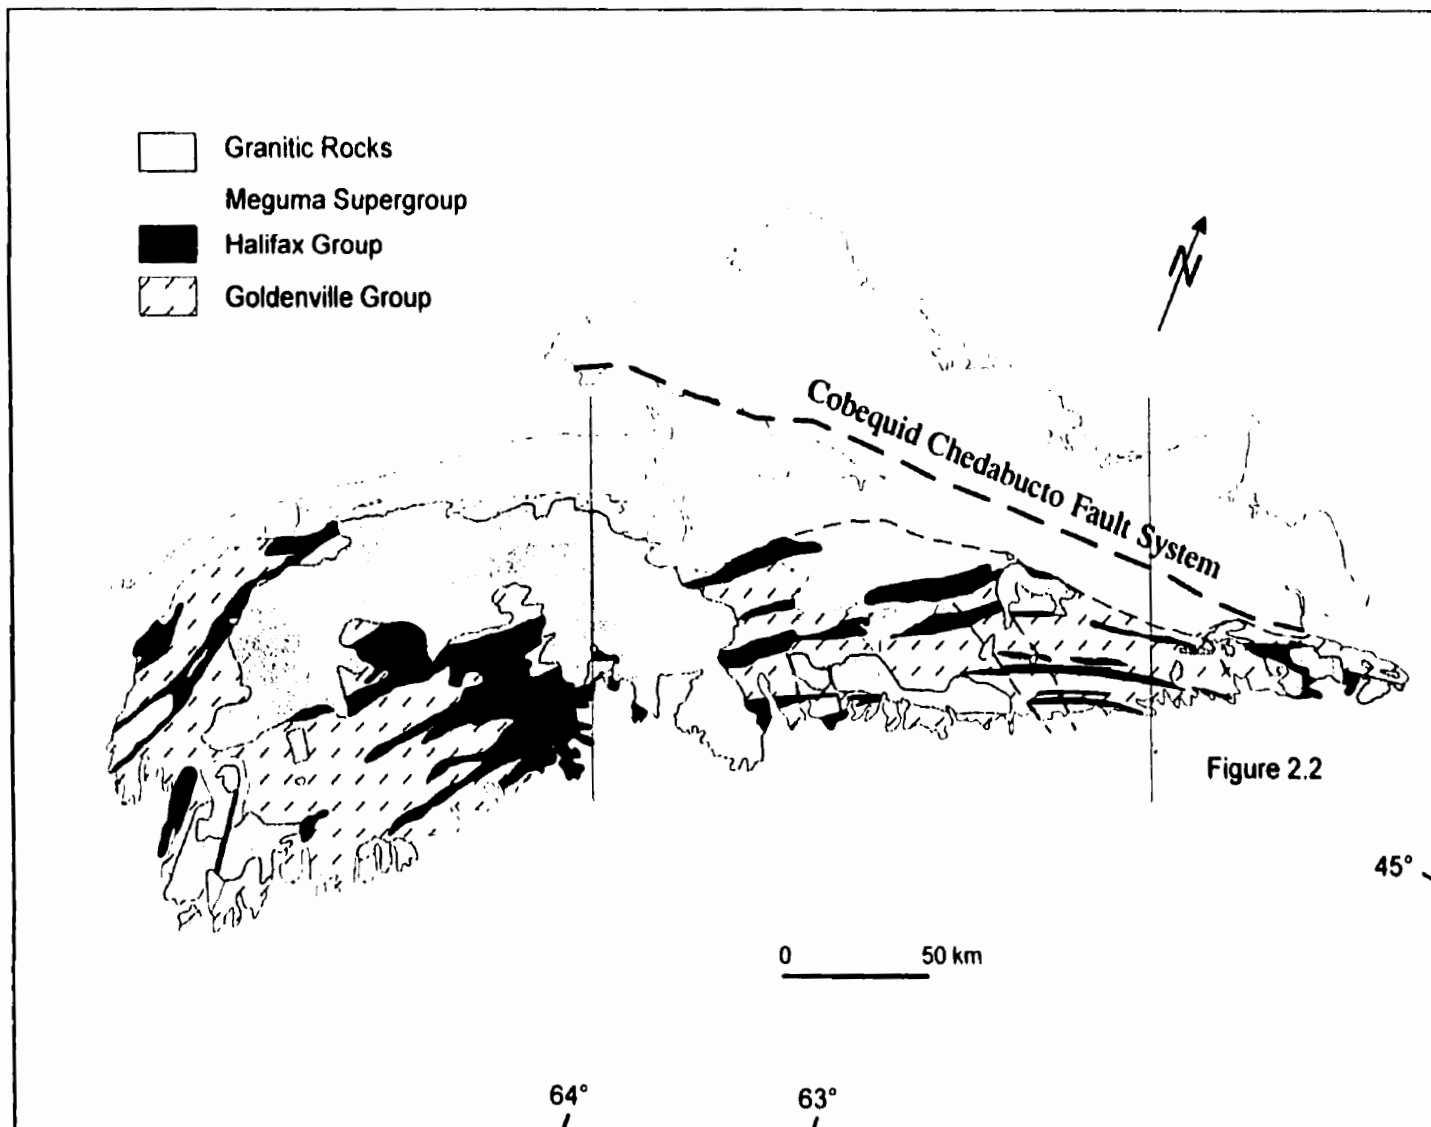 Granitic Rocks
Meguma Supergroup
Halifax Group
Goldenville Group
N
Cobequid Chedabucto Fault System
Figure 2.2
45°
0 50 km
64° 63°